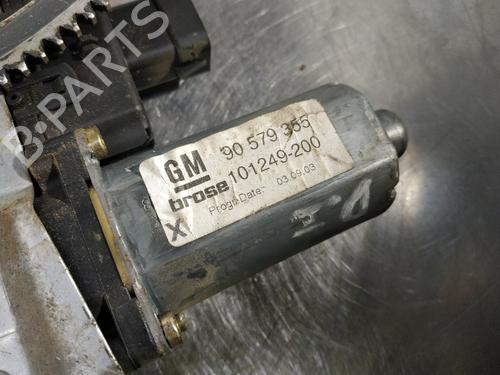 B-PARTS
GM 90 579 355
brose 101249-200
X Progr. Date: 03.09.03